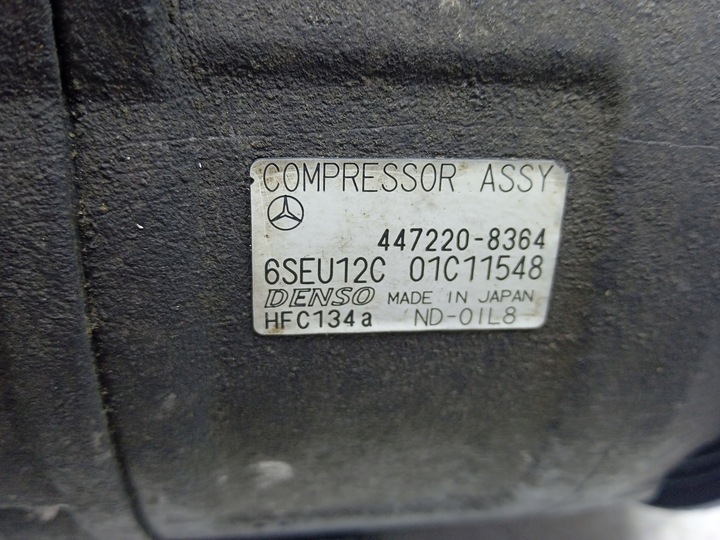 COMPRESSOR ASSY
447220-8364
6SEU12C 01C11548
DENSO MADE IN JAPAN
HFC134a ND-OIL8